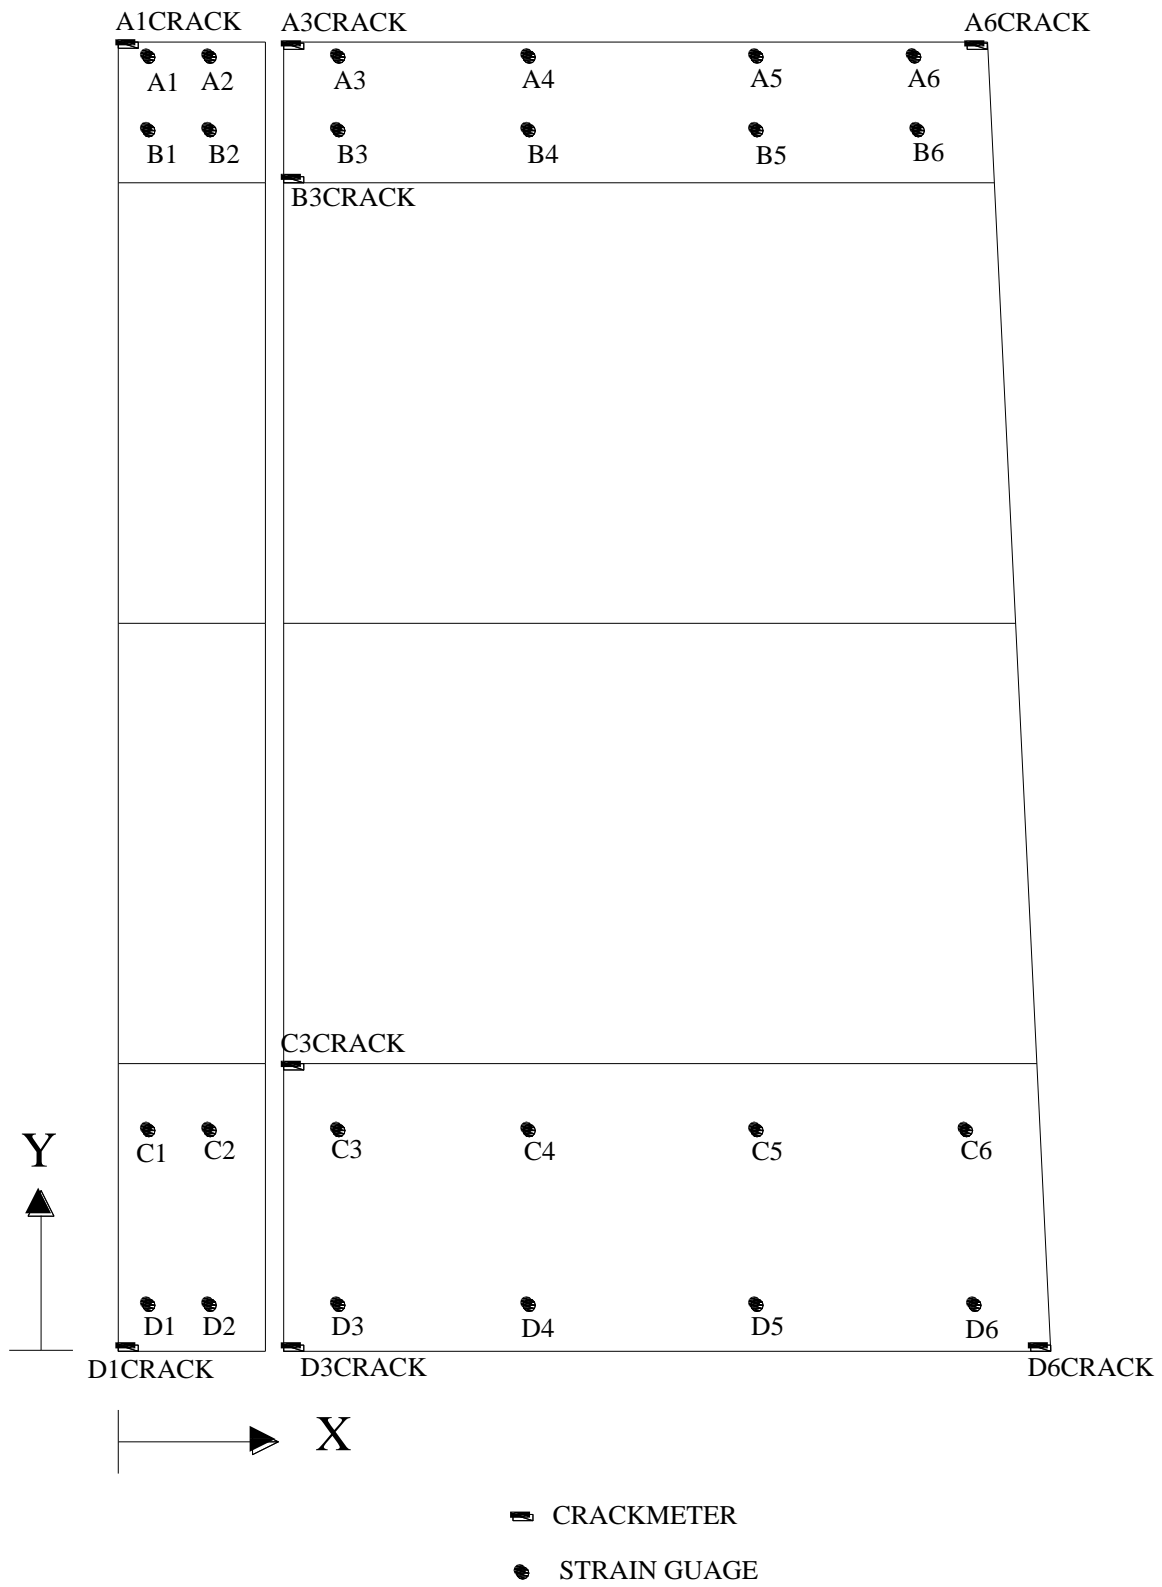 A1CRACK A3CRACK A6CRACK
A1 A2 A3 A4 A5 A6
B1 B2 B3 B4 B5 B6
B3CRACK
C3CRACK
C1 C2 C3 C4 C5 C6
Y
D1 D2 D3 D4 D5 D6
D1CRACK D3CRACK D6CRACK
X
CRACKMETER
STRAIN GUAGE